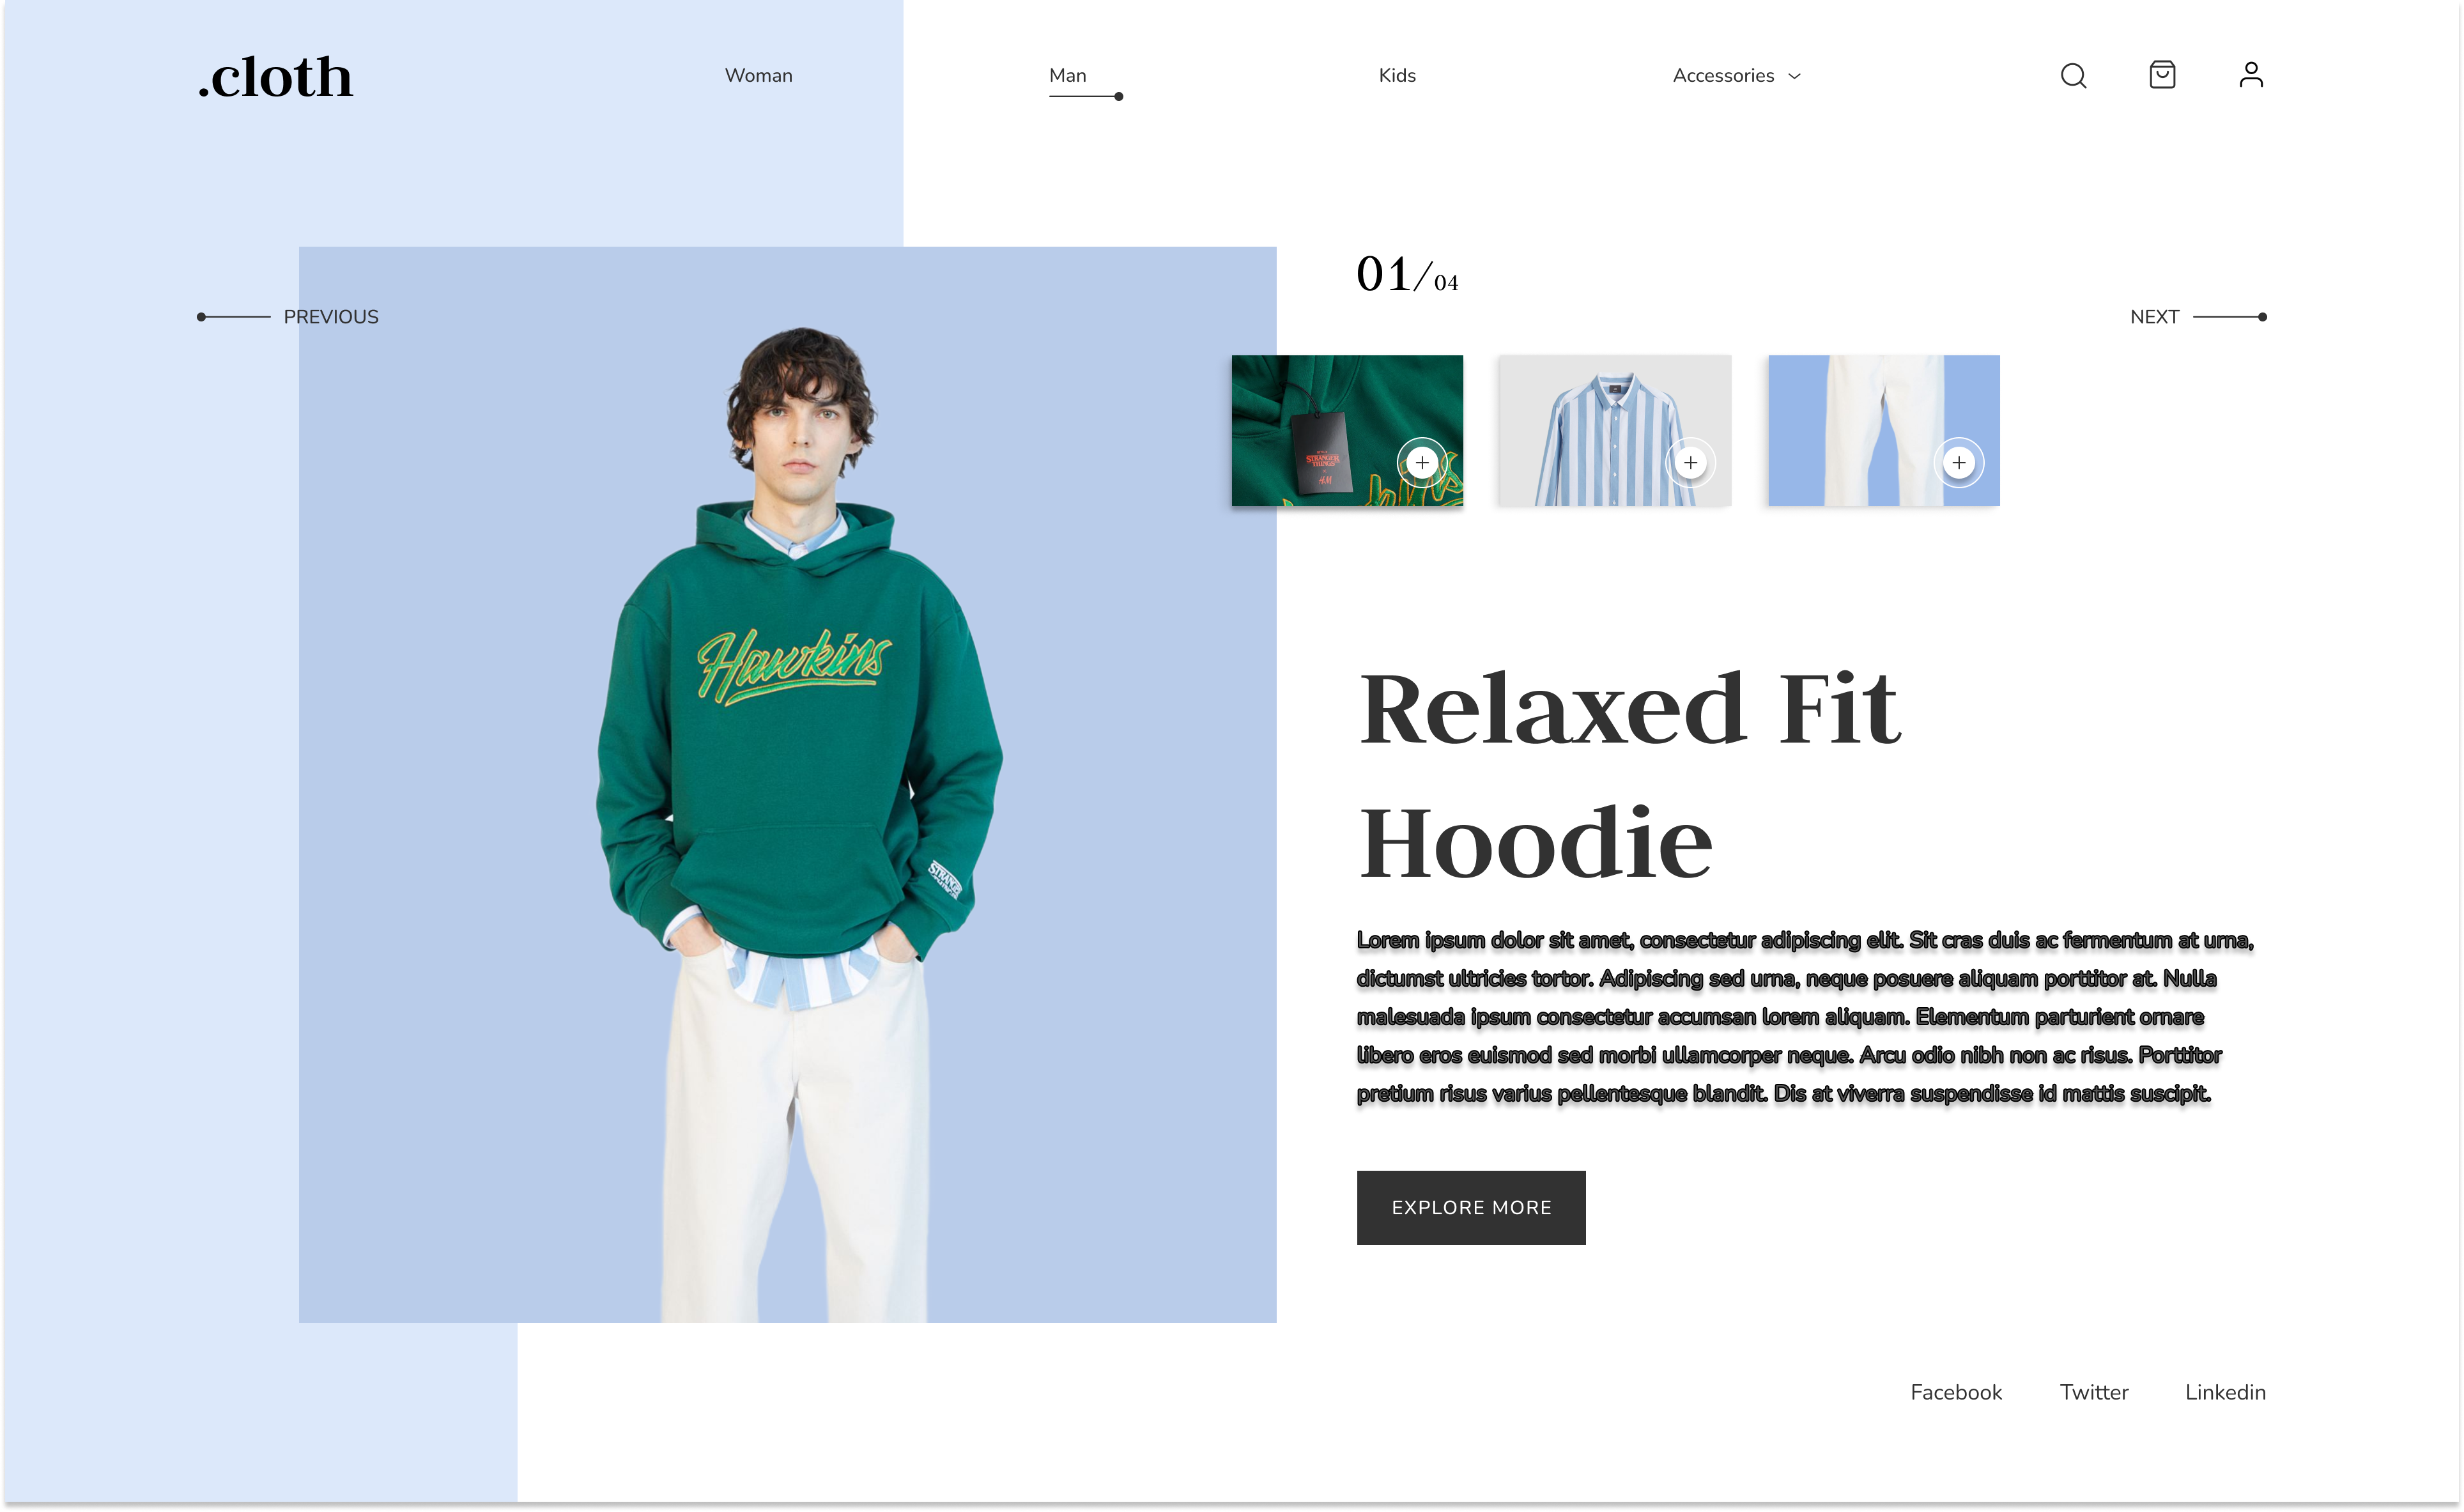 .cloth
Woman
Man
Kids
Accessories
01/04
PREVIOUS
NEXT
STRANGER
THINGS
H&M
Hawkins
Relaxed Fit
Hoodie
Lorem ipsum dolor sit amet, consectetur adipiscing elit. Sit cras duis ac fermentum at urna,
dictumst ultricies tortor. Adipiscing sed urna, neque posuere aliquam porttitor at. Nulla
malesuada ipsum consectetur accumsan lorem aliquam. Elementum parturient ornare
libero eros euismod sed morbi ullamcorper neque. Arcu odio nibh non ac risus. Porttitor
pretium risus varius pellentesque blandit. Dis at viverra suspendisse id mattis suscipit.
EXPLORE MORE
Facebook
Twitter
Linkedin